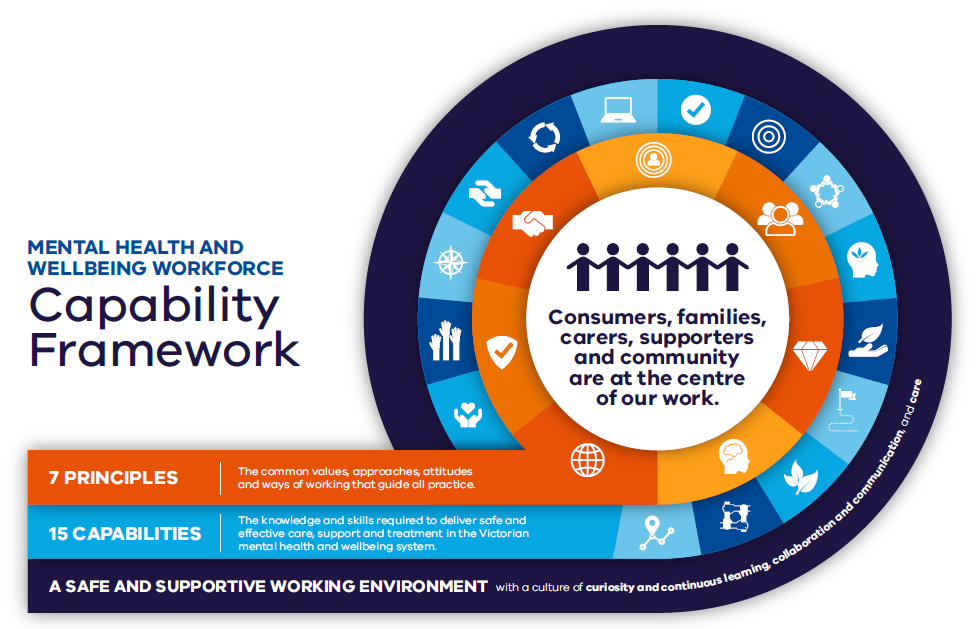 MENTAL HEALTH AND
WELLBEING WORKFORCE
Capability
Framework
Consumers, families,
carers, supporters
and community
are at the centre
of our work.
7 PRINCIPLES
The common values, approaches, attitudes
and ways of working that guide all practice.
15 CAPABILITIES
The knowledge and skills required to deliver safe and
effective care, support and treatment in the Victorian
mental health and wellbeing system.
A SAFE AND SUPPORTIVE WORKING ENVIRONMENT with a culture of curiosity and continuous learning, collaboration and communication, and care